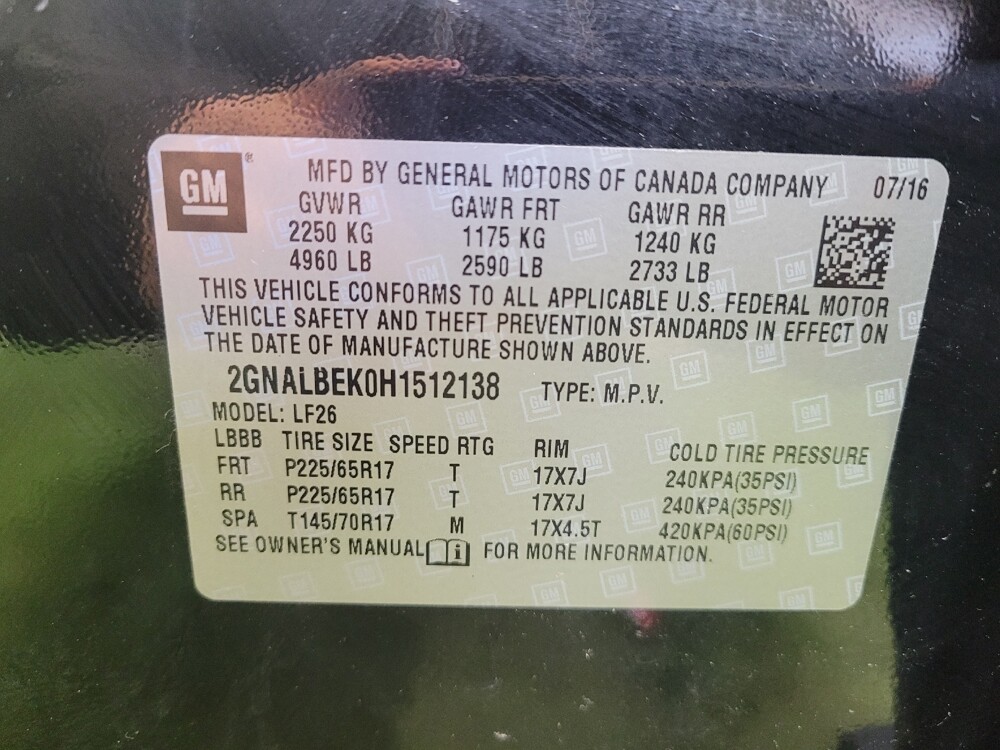 GM® MFD BY GENERAL MOTORS OF CANADA COMPANY 07/16
GVWR GAWR FRT GAWR RR
2250 KG 1175 KG 1240 KG
4960 LB 2590 LB 2733 LB
THIS VEHICLE CONFORMS TO ALL APPLICABLE U.S. FEDERAL MOTOR
VEHICLE SAFETY AND THEFT PREVENTION STANDARDS IN EFFECT ON
THE DATE OF MANUFACTURE SHOWN ABOVE.
2GNALBEK0H1512138 TYPE: M.P.V.
MODEL: LF26
LBBB TIRE SIZE SPEED RTG RIM COLD TIRE PRESSURE
FRT P225/65R17 T 17X7J 240KPA(35PSI)
RR P225/65R17 T 17X7J 240KPA(35PSI)
SPA T145/70R17 M 17X4.5T 420KPA(60PSI)
SEE OWNER'S MANUAL i FOR MORE INFORMATION.